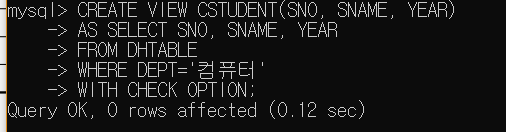 mysql> CREATE VIEW CSTUDENT(SNO, SNAME, YEAR)
-> AS SELECT SNO, SNAME, YEAR
-> FROM DHTABLE
-> WHERE DEPT='컴퓨터'
-> WITH CHECK OPTION;
Query OK, 0 rows affected (0.12 sec)